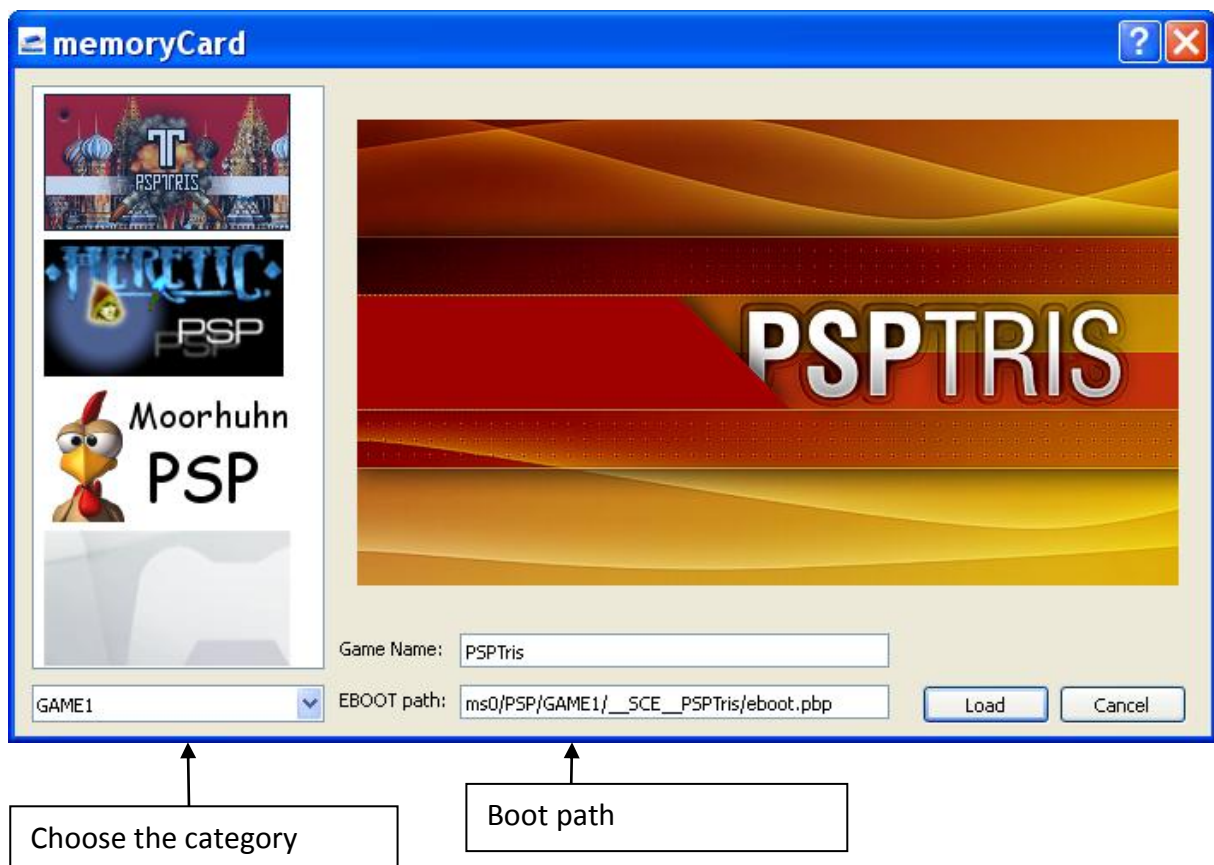 memoryCard
PSPTRIS
HERETIC
PSP
Moorhuhn
PSP
PSPTRIS
Game Name: PSPTris
GAME1
EBOOT path: ms0/PSP/GAME1/__SCE__PSPTris/eboot.pbp
Load
Cancel
Choose the category
Boot path